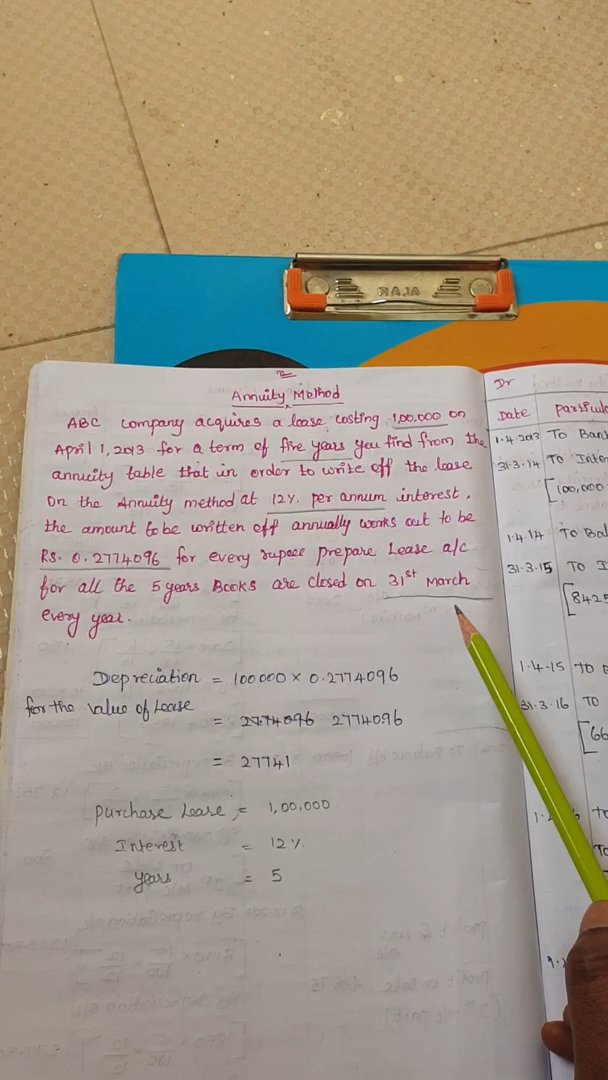 RAJA
Annuity Method
ABC Company acquires a lease costing 1,00,000 on
April 1, 2013 for a term of five years you find from the
annuity table that in order to write off the lease
on the Annuity method at 12% per annum interest,
the amount to be written off annually works out to be
RS. 0.2774096 for every rupee prepare Lease a/c
for all the 5 years Books are closed on 31st March
every year.
Depreciation = 100000 × 0.2774096
for the value of Lease
= 2774096 2774096
= 27741
Purchase Lease = 1,00,000
Interest = 12%
Years = 5
Dr
Date
1.4.2013 To
31.3.14 To
[100,000
1.4.14 To
31.3.15 TO
[8425
1.4.15 TO
31.3.16 TO
[66